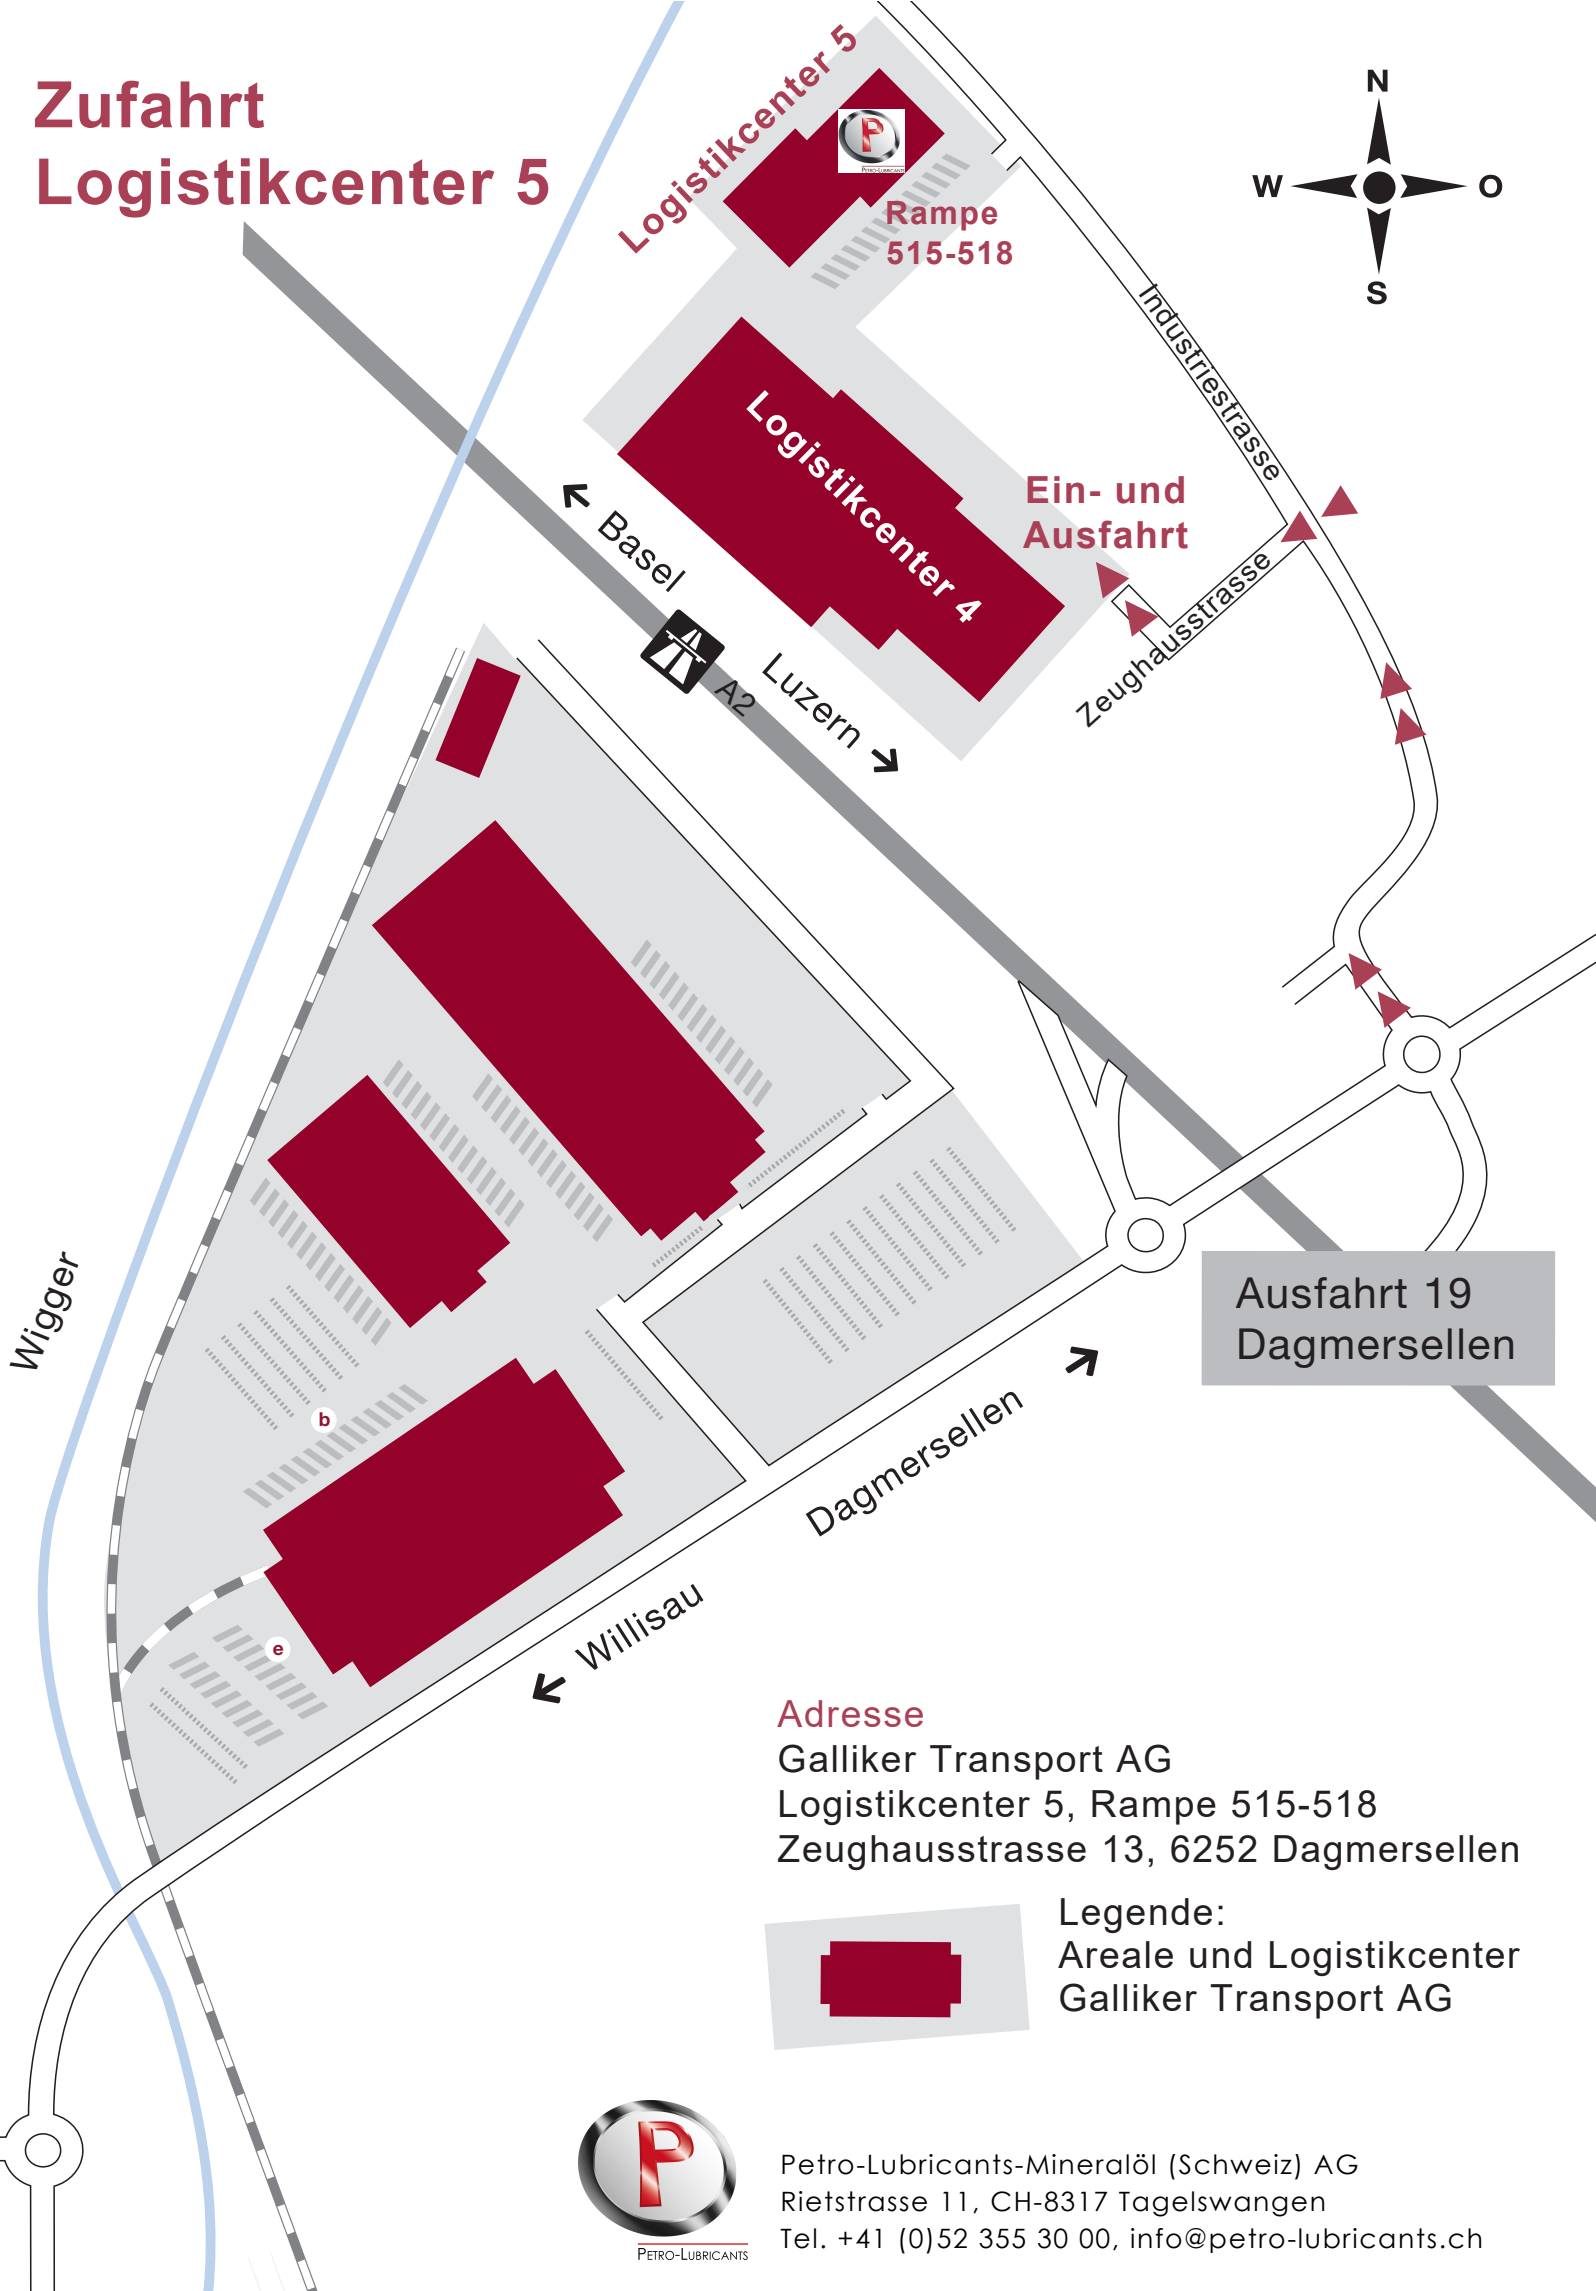 Zufahrt
Logistikcenter 5
Logistikcenter 5
P
PETRO-LUBRICANTS
Rampe
515-518
N
W
O
S
Industriestrasse
Logistikcenter 4
Ein- und
Ausfahrt
Zeughausstrasse
Basel
A2
Luzern
Wigger
b
e
Ausfahrt 19
Dagmersellen
Dagmersellen
Willisau
Adresse
Galliker Transport AG
Logistikcenter 5, Rampe 515-518
Zeughausstrasse 13, 6252 Dagmersellen
Legende:
Areale und Logistikcenter
Galliker Transport AG
P
PETRO-LUBRICANTS
Petro-Lubricants-Mineralöl (Schweiz) AG
Rietstrasse 11, CH-8317 Tagelswangen
Tel. +41 (0)52 355 30 00, info@petro-lubricants.ch